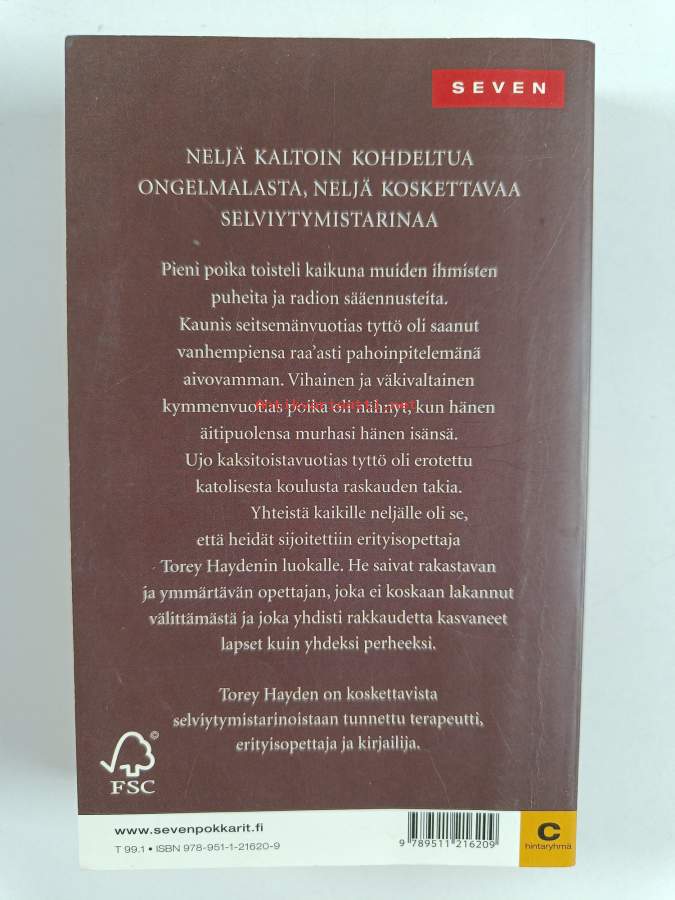 SEVEN
NELJÄ KALTOIN KOHDELTUA
ONGELMALASTA, NELJÄ KOSKETTAVAA
SELVIYTYMISTARINAA
Pieni poika toisteli kaikuna muiden ihmisten
puheita ja radion sääennusteita.
Kaunis seitsemänvuotias tyttö oli saanut
vanhempiensa raa'asti pahoinpitelemänä
aivovamman. Vihainen ja väkivaltainen
kymmenvuotias poika oli nähnyt, kun hänen
Antikvariaatti.net
äitipuolensa murhasi hänen isänsä.
Ujo kaksitoistavuotias tyttö oli erotettu
katolisesta koulusta raskauden takia.
Yhteistä kaikille neljälle oli se,
että heidät sijoitettiin erityisopettaja
Torey Haydenin luokalle. He saivat rakastavan
ja ymmärtävän opettajan, joka ei koskaan lakannut
välittämästä ja joka yhdisti rakkaudetta kasvaneet
lapset kuin yhdeksi perheeksi.
Torey Hayden on koskettavista
selviytymistarinoistaan tunnettu terapeutti,
erityisopettaja ja kirjailija.
©
FSC
www.sevenpokkarit.fi
T 99.1 • ISBN 978-951-1-21620-9
9 789511 216209
C
hintaryhmä